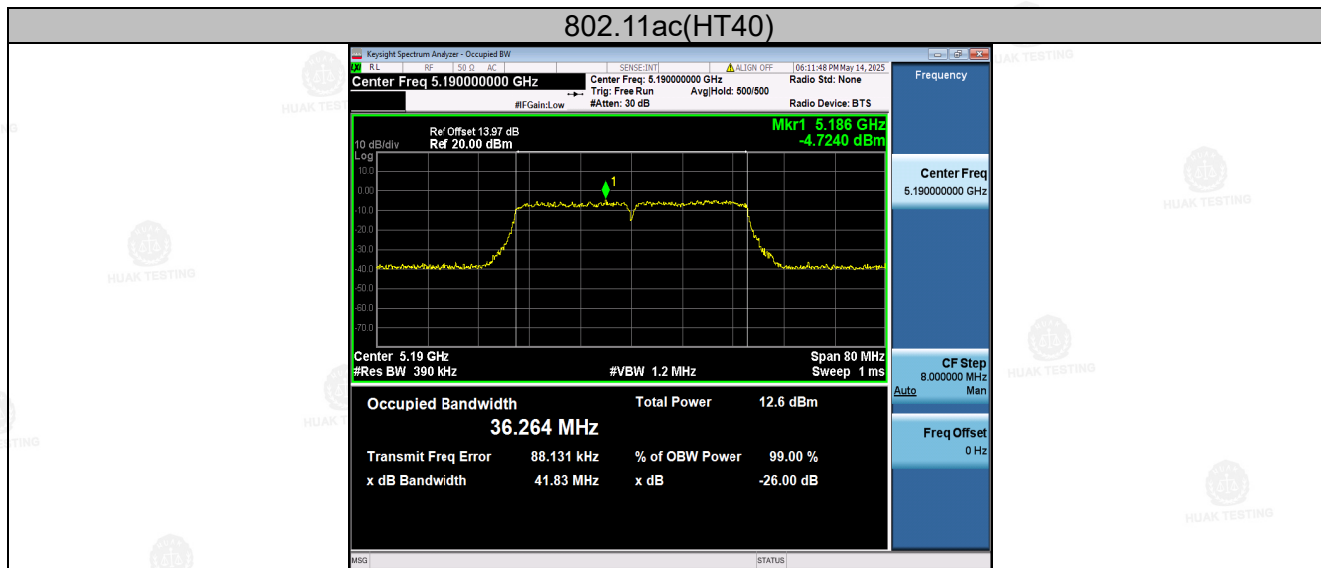 802.11ac(HT40)
Keysight Spectrum Analyzer - Occupied BW
RL RF 50 Ω AC SENSE:INT ALIGN OFF 06:11:48 PM May 14, 2025
Center Freq 5.190000000 GHz
Center Freq: 5.190000000 GHz Radio Std: None
Trig: Free Run Avg|Hold: 500/500
#IFGain:Low #Atten: 30 dB Radio Device: BTS
Ref Offset 13.97 dB Mkr1 5.186 GHz
10 dB/div Ref 20.00 dBm -4.7240 dBm
Log
10.0
0.00
-10.0
-20.0
-30.0
-40.0
-50.0
-60.0
-70.0
1
Center 5.19 GHz Span 80 MHz
#Res BW 390 kHz #VBW 1.2 MHz Sweep 1 ms
Occupied Bandwidth Total Power 12.6 dBm
36.264 MHz
Transmit Freq Error 88.131 kHz % of OBW Power 99.00 %
x dB Bandwidth 41.83 MHz x dB -26.00 dB
MSG STATUS
Frequency
Center Freq
5.190000000 GHz
CF Step
8.000000 MHz
Auto Man
Freq Offset
0 Hz
HUAK TESTING
HUAK TESTING
HUAK TESTING
HUAK TESTING
HUAK TESTING